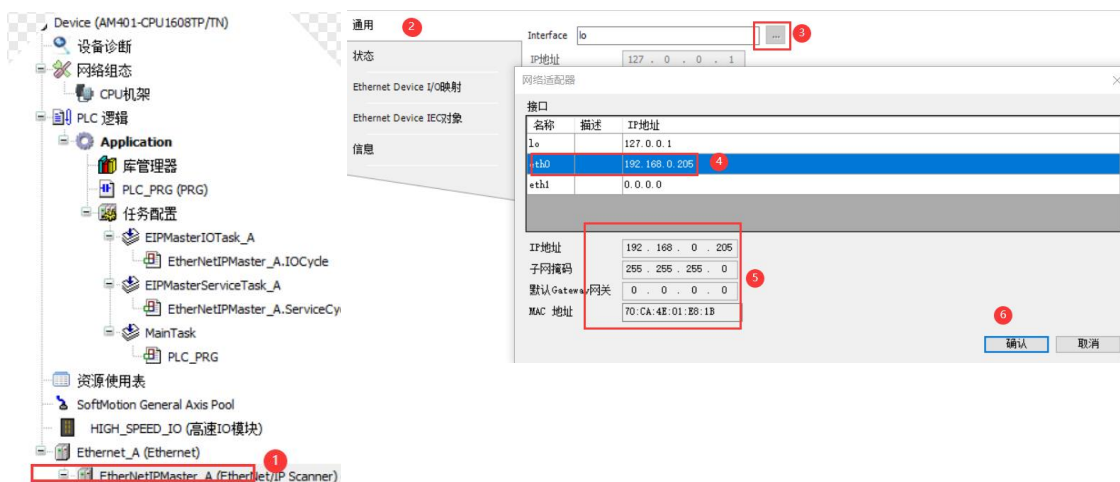 Device (AM401-CPU1608TP/TN)
设备诊断
网络组态
CPU机架
PLC 逻辑
Application
库管理器
PLC_PRG (PRG)
任务配置
EIPMasterIOTask_A
EtherNetIPMaster_A.IOCycle
EIPMasterServiceTask_A
EtherNetIPMaster_A.ServiceCy
MainTask
PLC_PRG
资源使用表
SoftMotion General Axis Pool
HIGH_SPEED_IO (高速IO模块)
Ethernet_A (Ethernet)
1
EtherNetIPMaster_A (EtherNet/IP Scanner)
通用
2
状态
Ethernet Device I/O映射
Ethernet Device IEC对象
信息
Interface lo ... 3
IP地址 127 . 0 . 0 . 1
网络适配器
接口
名称 描述 IP地址
lo 127.0.0.1
eth0 192.168.0.205 4
eth1 0.0.0.0
IP地址 192 . 168 . 0 . 205
子网掩码 255 . 255 . 255 . 0
5
默认Gateway网关 0 . 0 . 0 . 0
MAC 地址 70:CA:4E:01:E8:1B
6
确认 取消